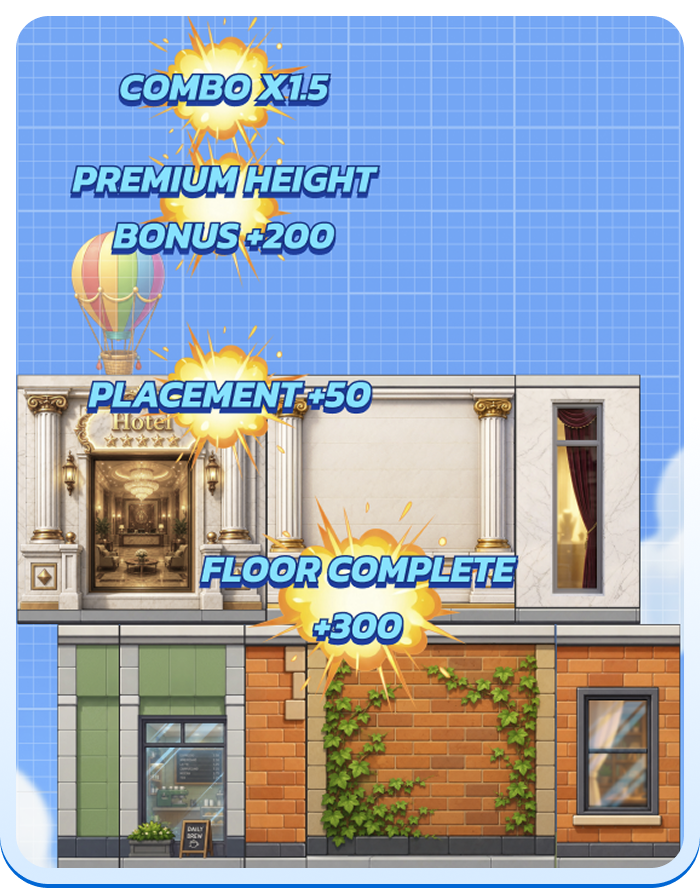 COMBO X1.5
PREMIUM HEIGHT
BONUS +200
PLACEMENT +50
Hotel
FLOOR COMPLETE
+300
DAILY
BREW